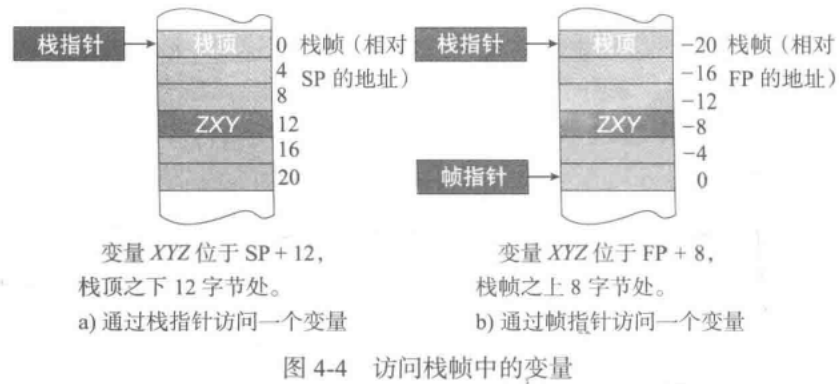 栈指针
栈顶
0
4
8
ZXY
12
16
20
栈帧（相对
SP 的地址）
栈指针
栈顶
帧指针
ZXY
−20
−16
−12
−8
−4
0
栈帧（相对
FP 的地址）
变量 XYZ 位于 SP + 12，
栈顶之下 12 字节处。
a) 通过栈指针访问一个变量
变量 XYZ 位于 FP + 8，
栈帧之上 8 字节处。
b) 通过帧指针访问一个变量
图 4-4 访问栈帧中的变量